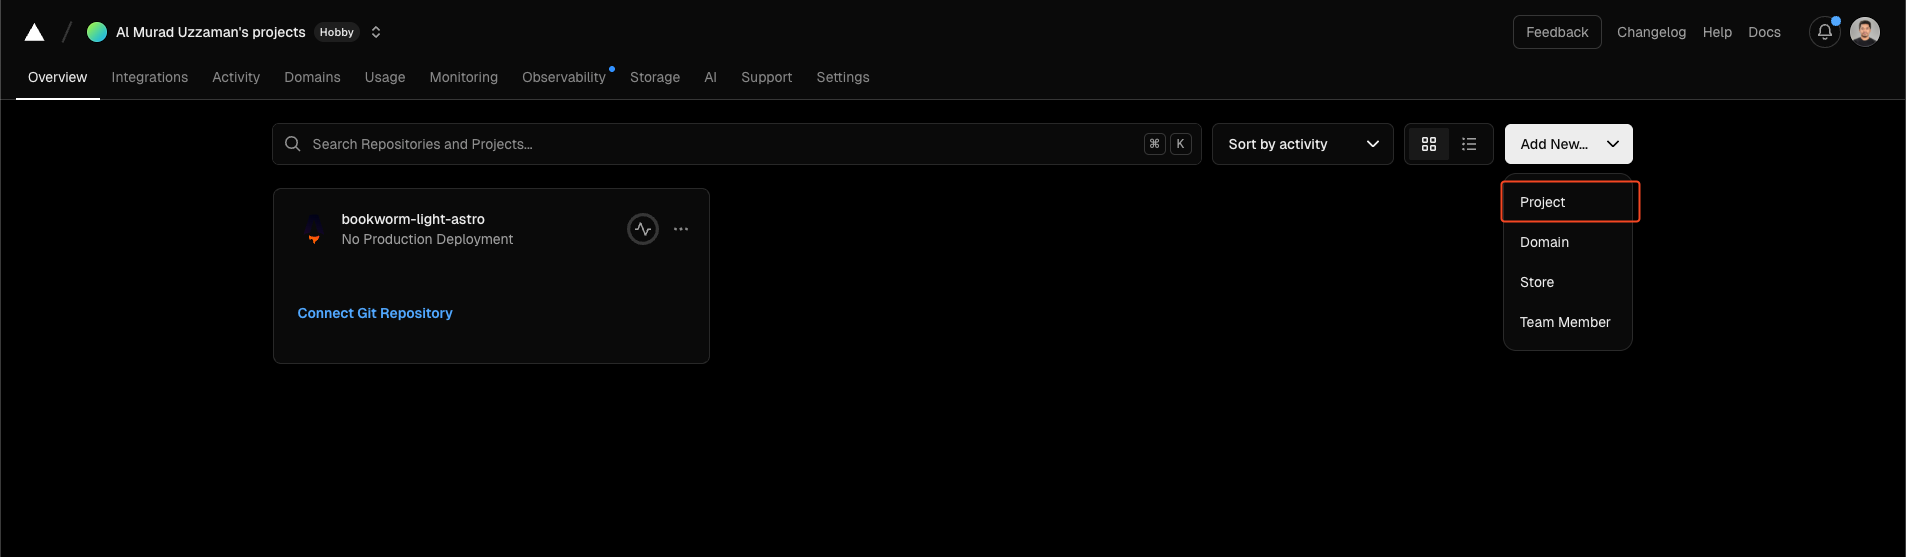 Al Murad Uzzaman's projects Hobby Feedback Changelog Help Docs
Overview Integrations Activity Domains Usage Monitoring Observability Storage AI Support Settings
Search Repositories and Projects... ⌘ K Sort by activity Add New...
bookworm-light-astro
No Production Deployment
Connect Git Repository
Project
Domain
Store
Team Member